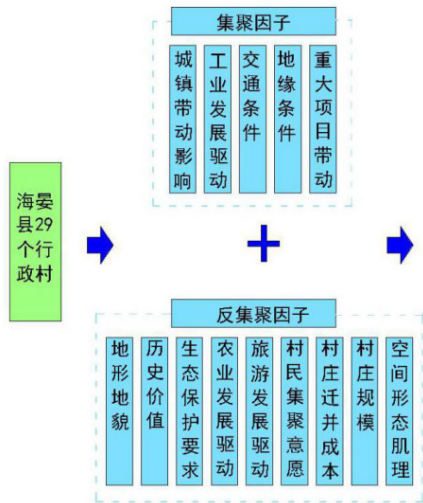 海晏
县29
个行
政村
集聚因子
城镇带动影响
工业发展驱动
交通条件
地缘条件
重大项目带动
反集聚因子
地形地貌
历史价值
生态保护要求
农业发展驱动
旅游发展驱动
村民集聚意愿
村庄迁并成本
村庄规模
空间形态肌理